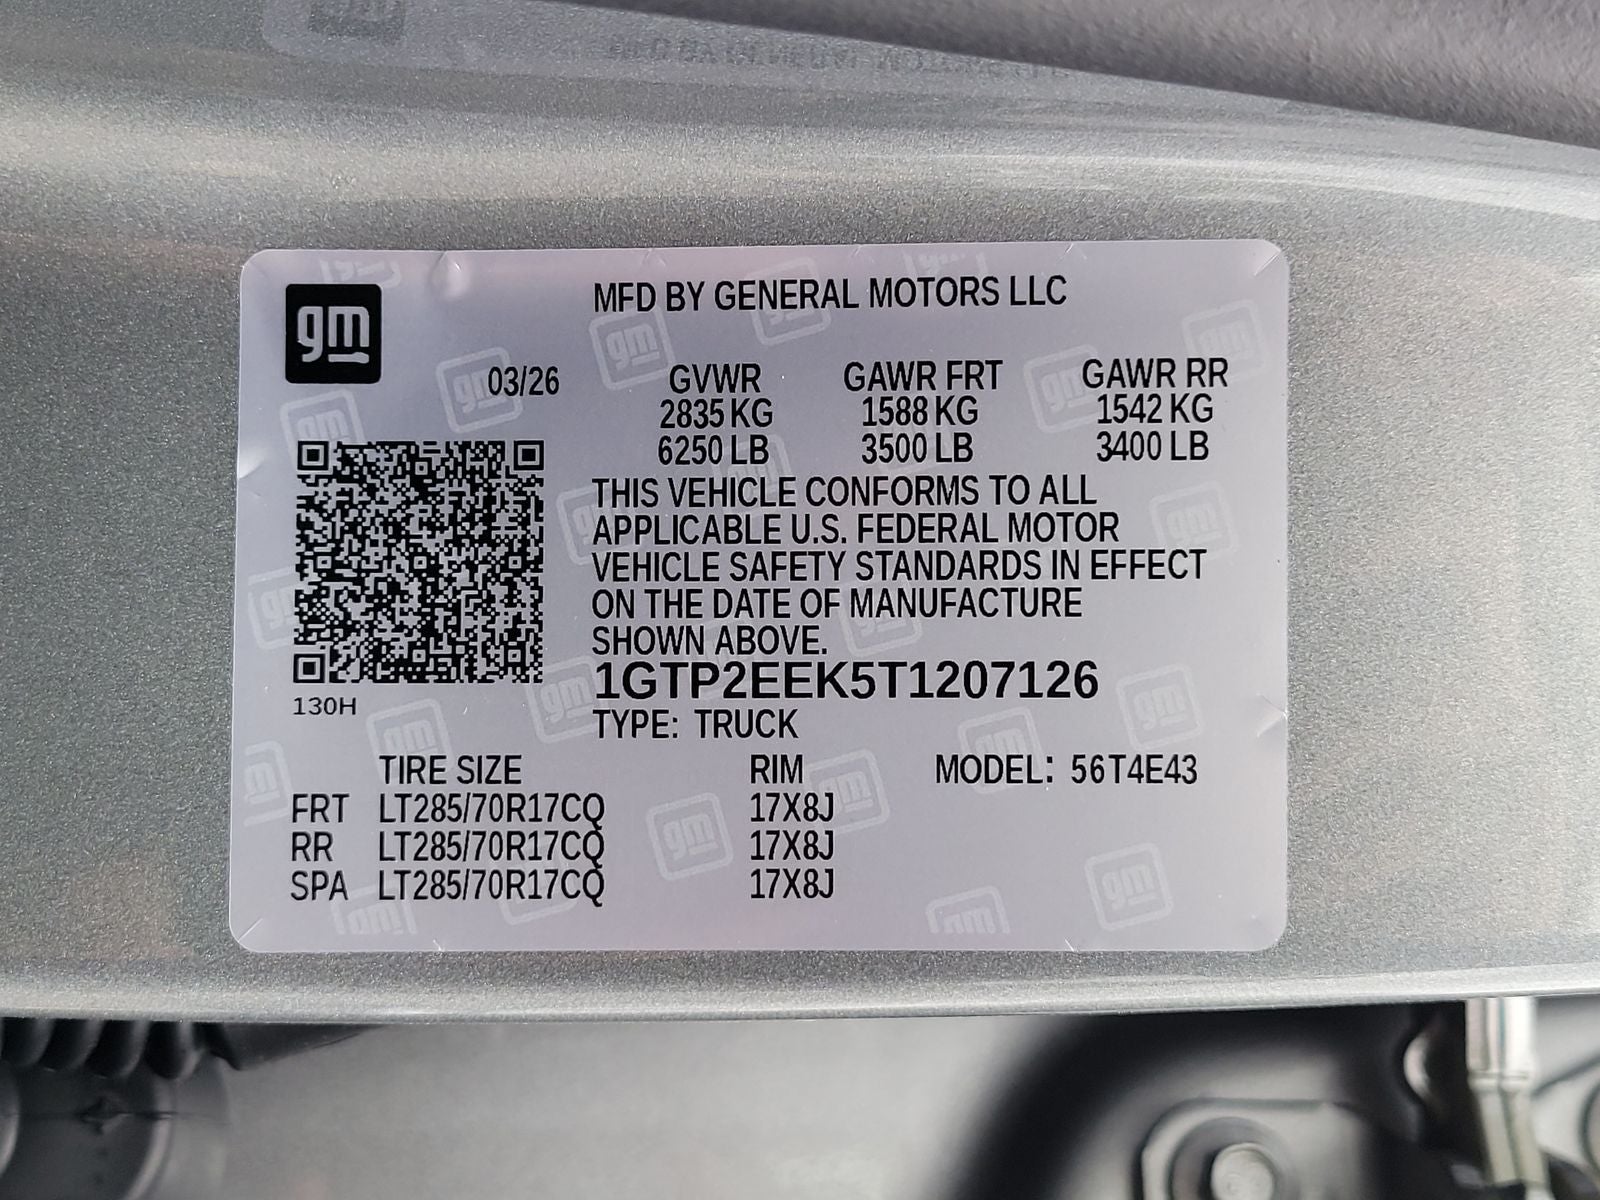 gm
MFD BY GENERAL MOTORS LLC
03/26 GVWR GAWR FRT GAWR RR
2835 KG 1588 KG 1542 KG
6250 LB 3500 LB 3400 LB
THIS VEHICLE CONFORMS TO ALL
APPLICABLE U.S. FEDERAL MOTOR
VEHICLE SAFETY STANDARDS IN EFFECT
ON THE DATE OF MANUFACTURE
SHOWN ABOVE.
1GTP2EEK5T1207126
130H
TYPE: TRUCK
TIRE SIZE RIM MODEL: 56T4E43
FRT LT285/70R17CQ 17X8J
RR LT285/70R17CQ 17X8J
SPA LT285/70R17CQ 17X8J